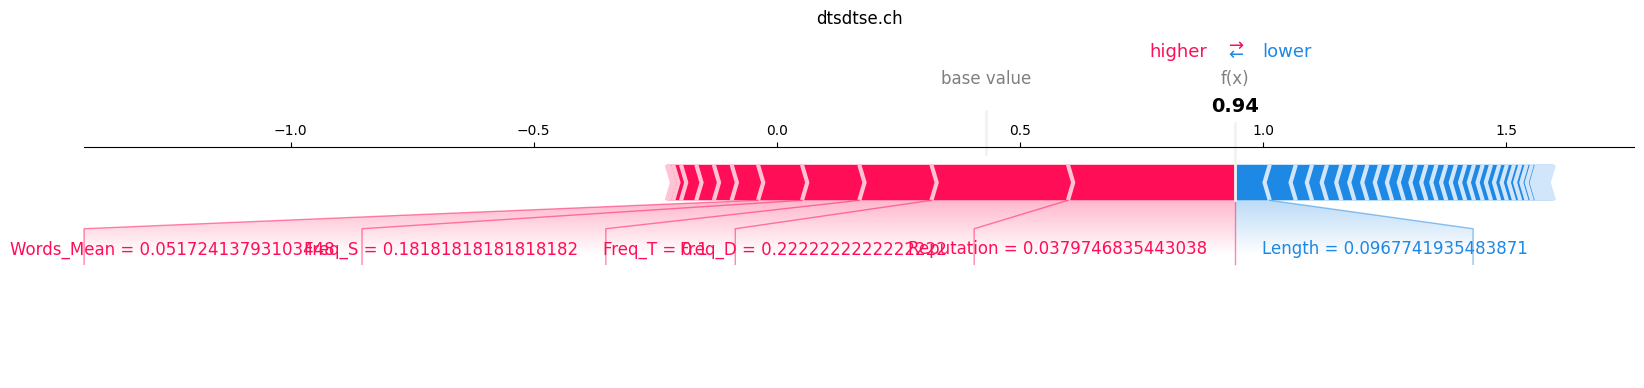 dtsdtse.ch
higher ⇄ lower
base value f(x)
0.94
−1.0 −0.5 0.0 0.5 1.0 1.5
Words_Mean = 0.05172413793103448 Freq_S = 0.18181818181818182 Freq_T = 0.1 Freq_D = 0.2222222222222222 Reputation = 0.0379746835443038 Length = 0.0967741935483871